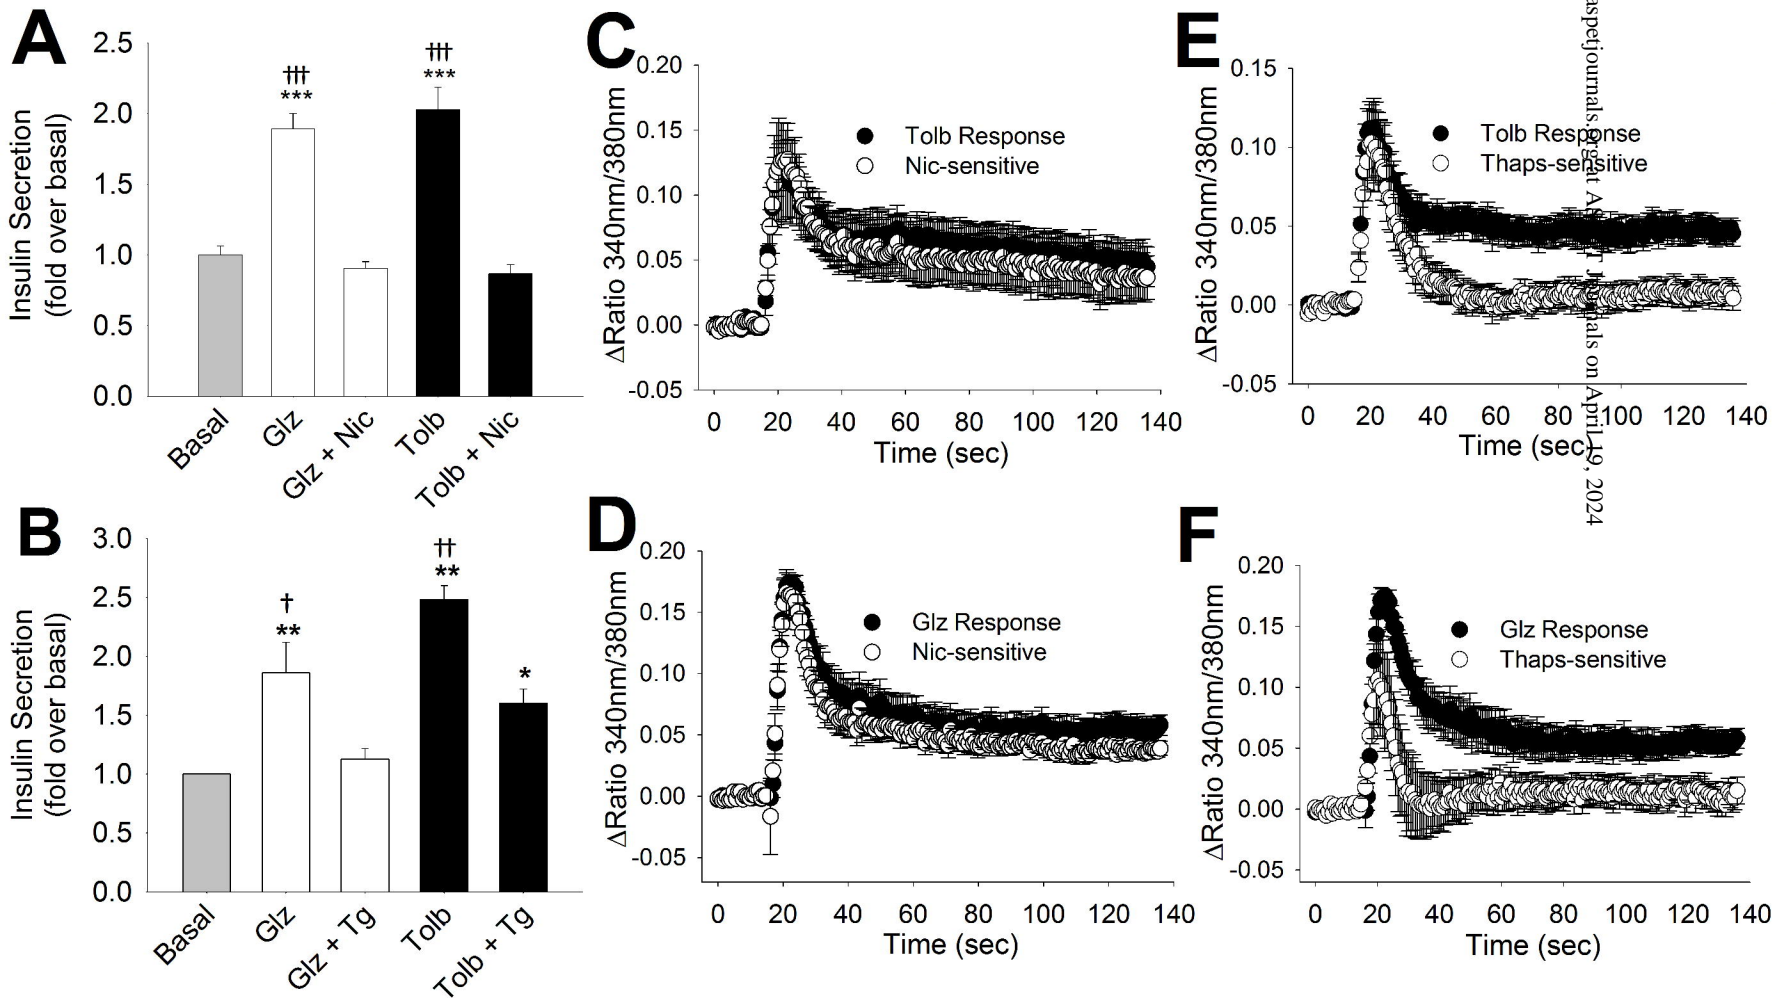 A
Insulin Secretion
(fold over basal)
2.5
2.0
1.5
1.0
0.5
0.0
†††
***
†††
***
Basal
Glz
Glz + Nic
Tolb
Tolb + Nic
B
Insulin Secretion
(fold over basal)
3.0
2.5
2.0
1.5
1.0
0.5
0.0
†
**
††
**
*
Basal
Glz
Glz + Tg
Tolb
Tolb + Tg
C
ΔRatio 340nm/380nm
0.20
0.15
0.10
0.05
0.00
-0.05
Tolb Response
Nic-sensitive
0 20 40 60 80 100 120 140
Time (sec)
D
ΔRatio 340nm/380nm
0.20
0.15
0.10
0.05
0.00
-0.05
Glz Response
Nic-sensitive
0 20 40 60 80 100 120 140
Time (sec)
E
ΔRatio 340nm/380nm
0.15
0.10
0.05
0.00
-0.05
Tolb Response
Thaps-sensitive
0 20 40 60 80 100 120 140
Time (sec)
F
ΔRatio 340nm/380nm
0.20
0.15
0.10
0.05
0.00
-0.05
Glz Response
Thaps-sensitive
0 20 40 60 80 100 120 140
Time (sec)
on April 19, 2024